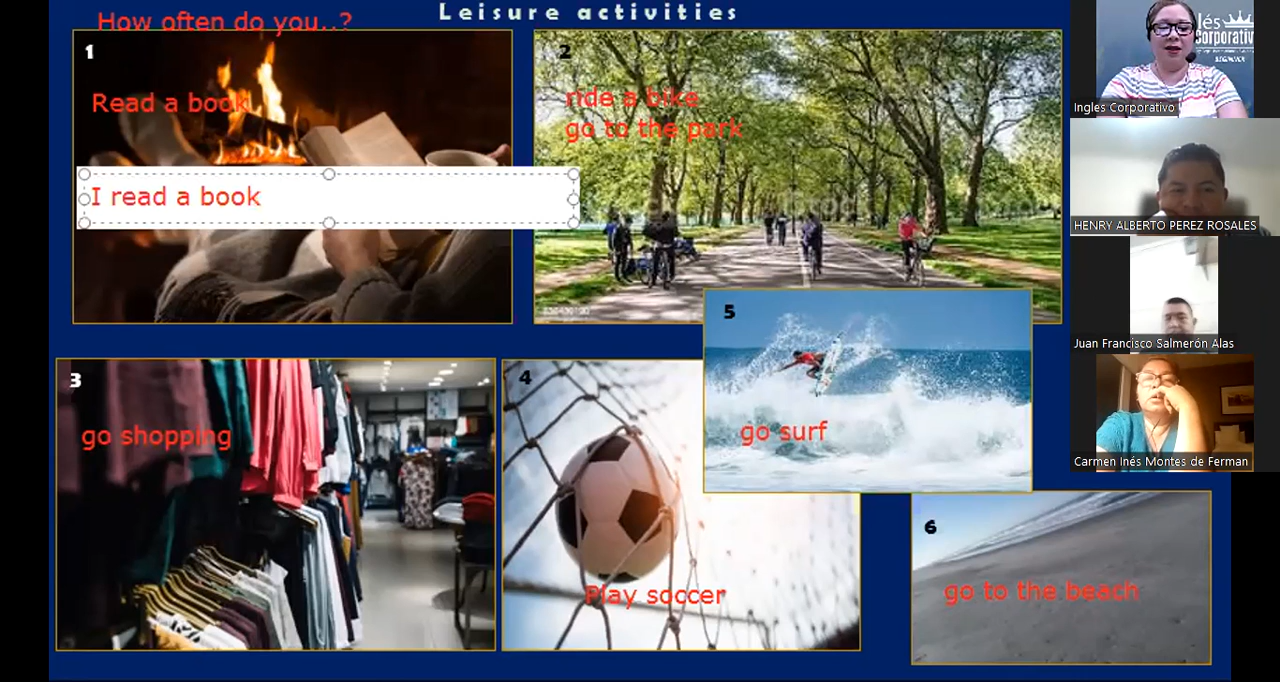 Leisure activities
How often do you..?
1
Read a book
I read a book
2
ride a bike
go to the park
3
go shopping
4
Play soccer
5
go surf
6
go to the beach
lés
Corporativ
Ingles Corporativo
HENRY ALBERTO PEREZ ROSALES
Juan Francisco Salmerón Alas
Carmen Inés Montes de Ferman